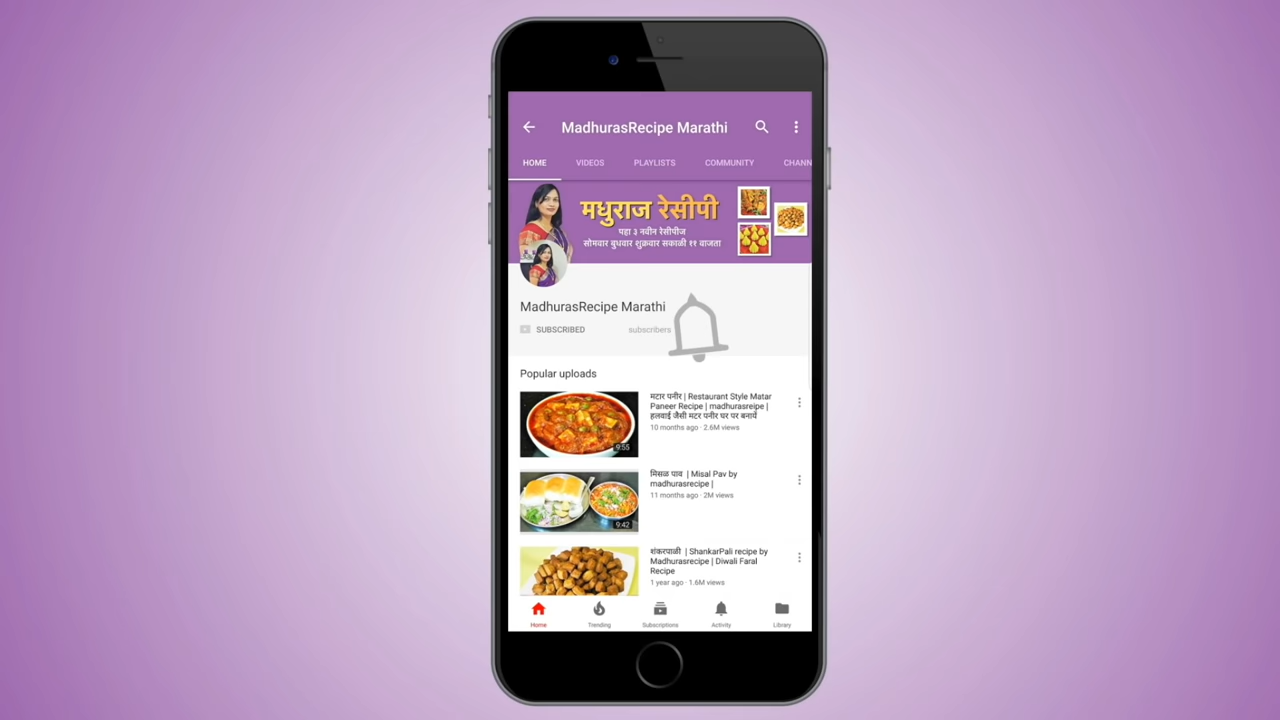 MadhurasRecipe Marathi
HOME VIDEOS PLAYLISTS COMMUNITY CHANN
मधुराज रेसीपी
पहा ३ नवीन रेसीपीज
सोमवार बुधवार शुक्रवार सकाळी ११ वाजता
MadhurasRecipe Marathi
SUBSCRIBED subscribers
Popular uploads
मटार पनीर | Restaurant Style Matar
Paneer Recipe | madhurasreipe |
हलवाई जैसी मटर पनीर घर पर बनायें
10 months ago · 2.6M views
9:55
मिसळ पाव | Misal Pav by
madhurasrecipe |
11 months ago · 2M views
9:42
शंकरपाळी | ShankarPali recipe by
Madhurasrecipe | Diwali Faral
Recipe
1 year ago · 1.6M views
Home Trending Subscriptions Activity Library